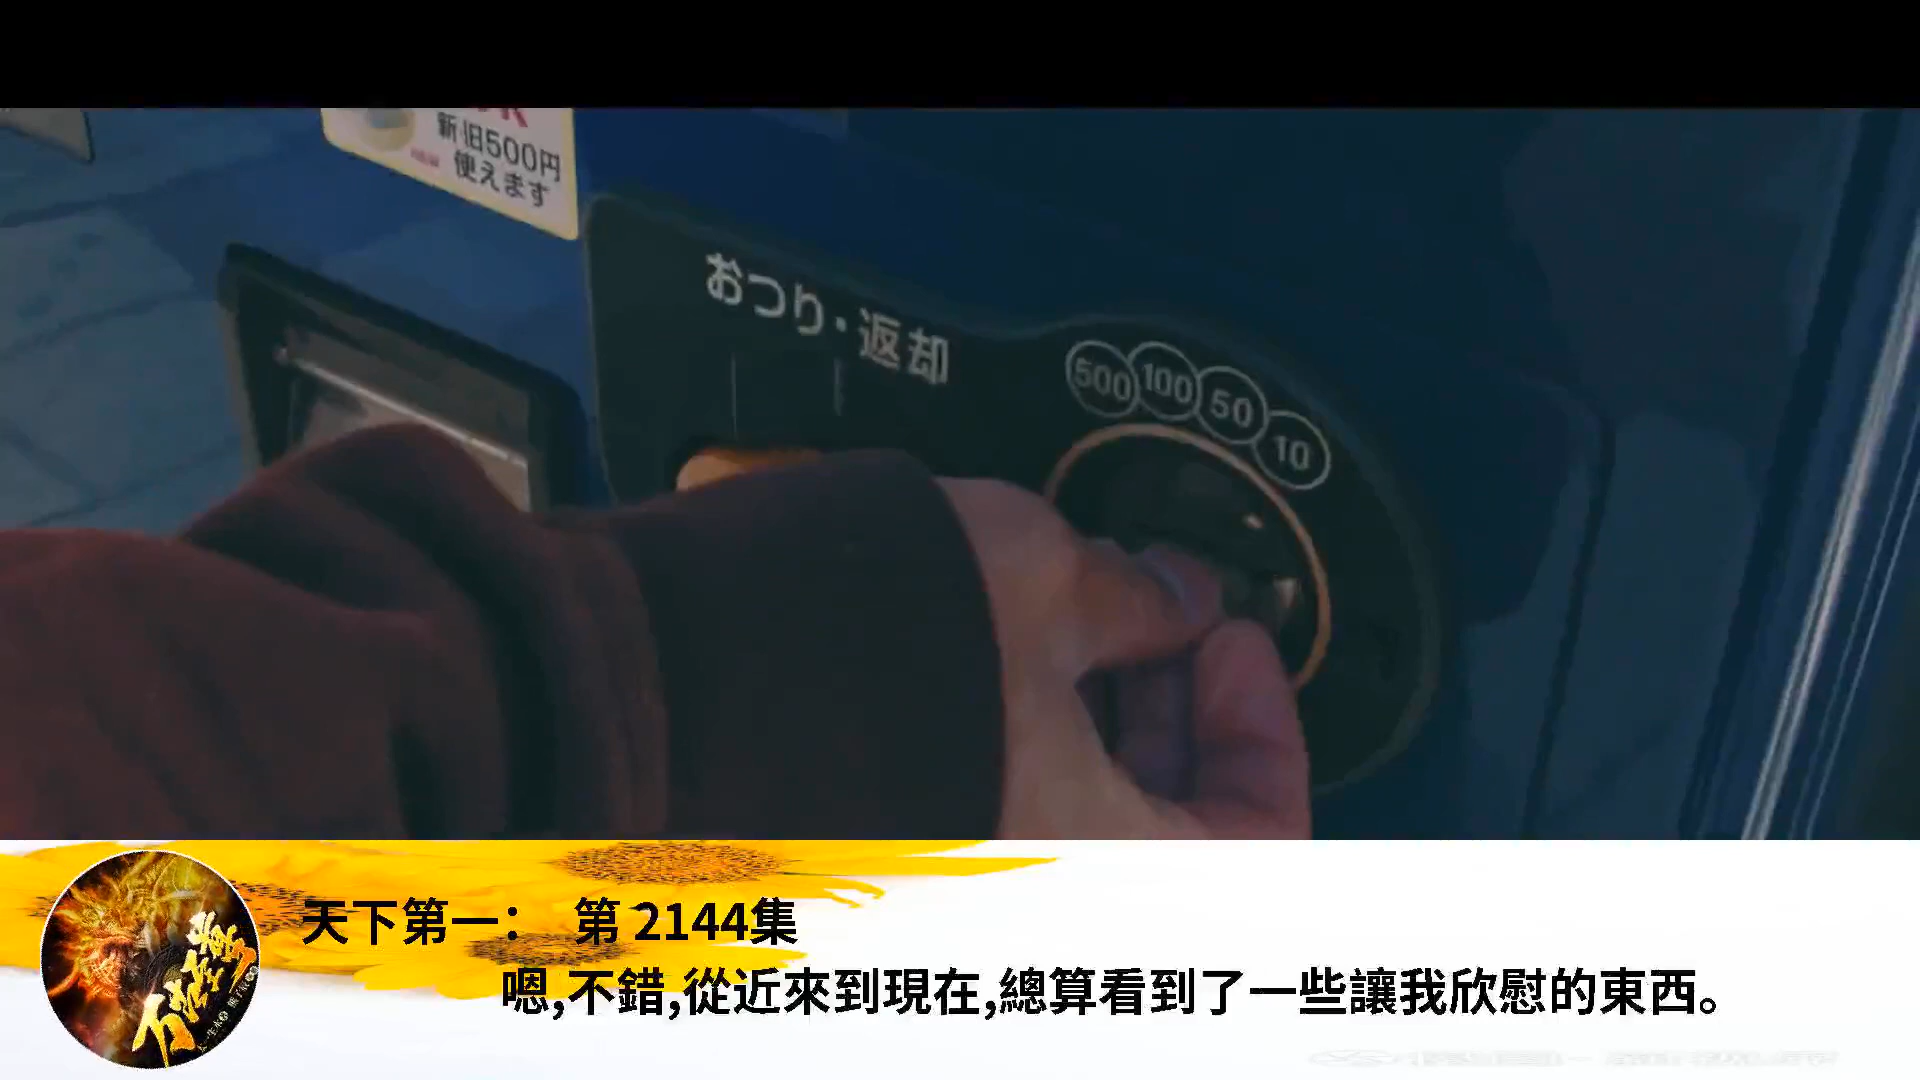 新・旧500円
使えます
おつり・返却
500 100 50 10
天下第一： 第 2144集
嗯,不錯,從近來到現在,總算看到了一些讓我欣慰的東西。